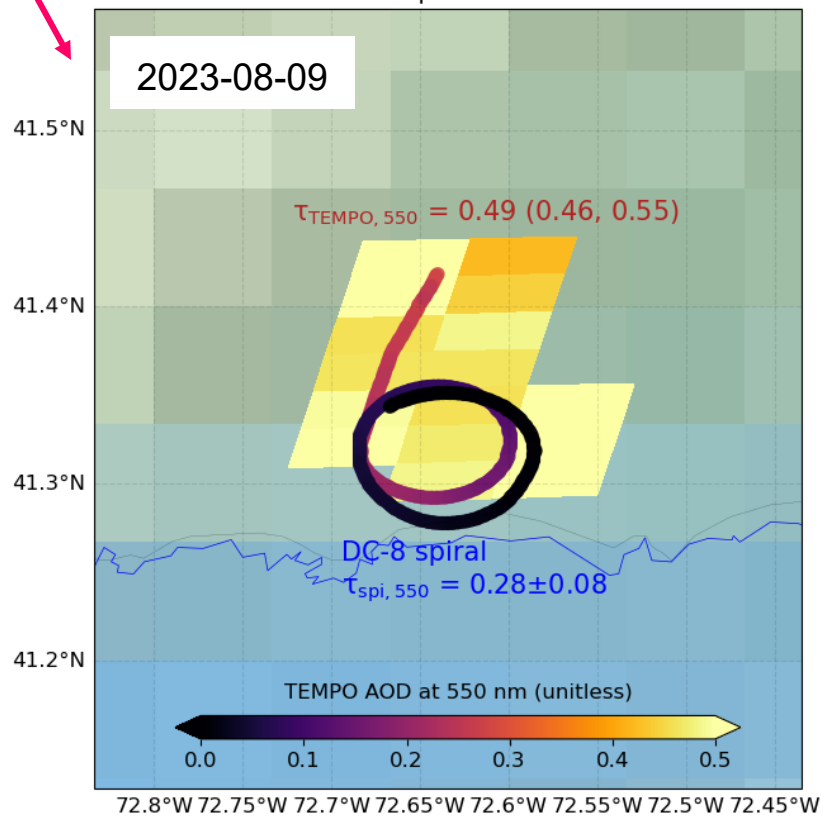 2023-08-09
41.5°N
τTEMPO, 550 = 0.49 (0.46, 0.55)
41.4°N
41.3°N
DC-8 spiral
τspi, 550 = 0.28±0.08
41.2°N
TEMPO AOD at 550 nm (unitless)
0.0 0.1 0.2 0.3 0.4 0.5
72.8°W 72.75°W 72.7°W 72.65°W 72.6°W 72.55°W 72.5°W 72.45°W